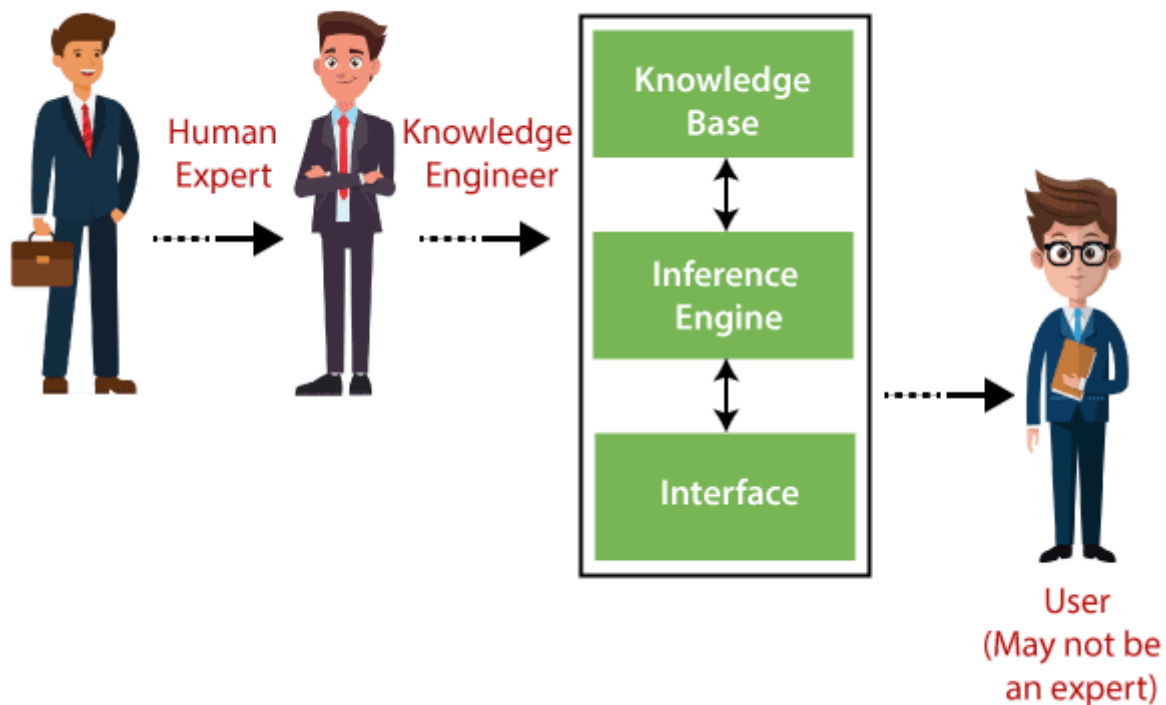 Human
Expert
Knowledge
Engineer
Knowledge
Base
Inference
Engine
Interface
User
(May not be
an expert)